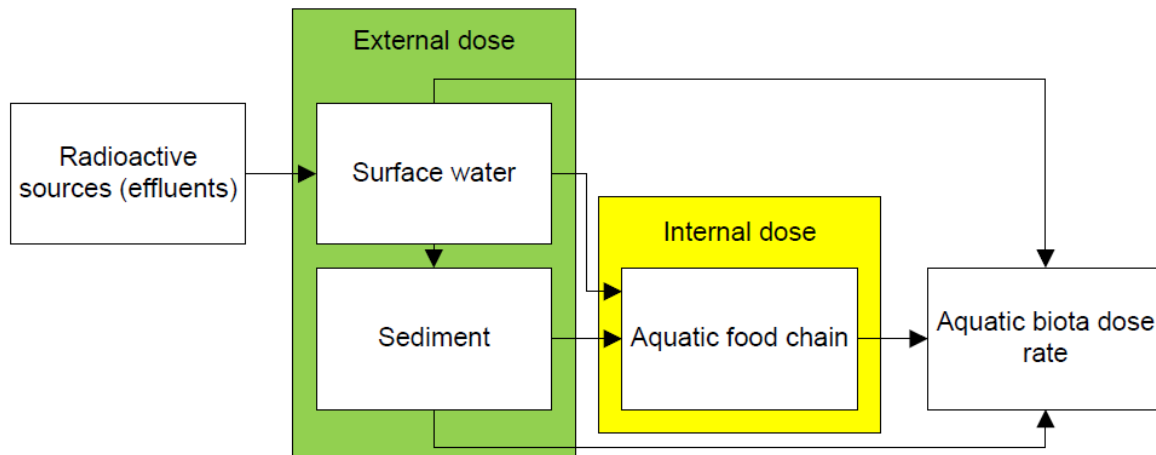 External dose
Radioactive
sources (effluents)
Surface water
Internal dose
Sediment
Aquatic food chain
Aquatic biota dose
rate